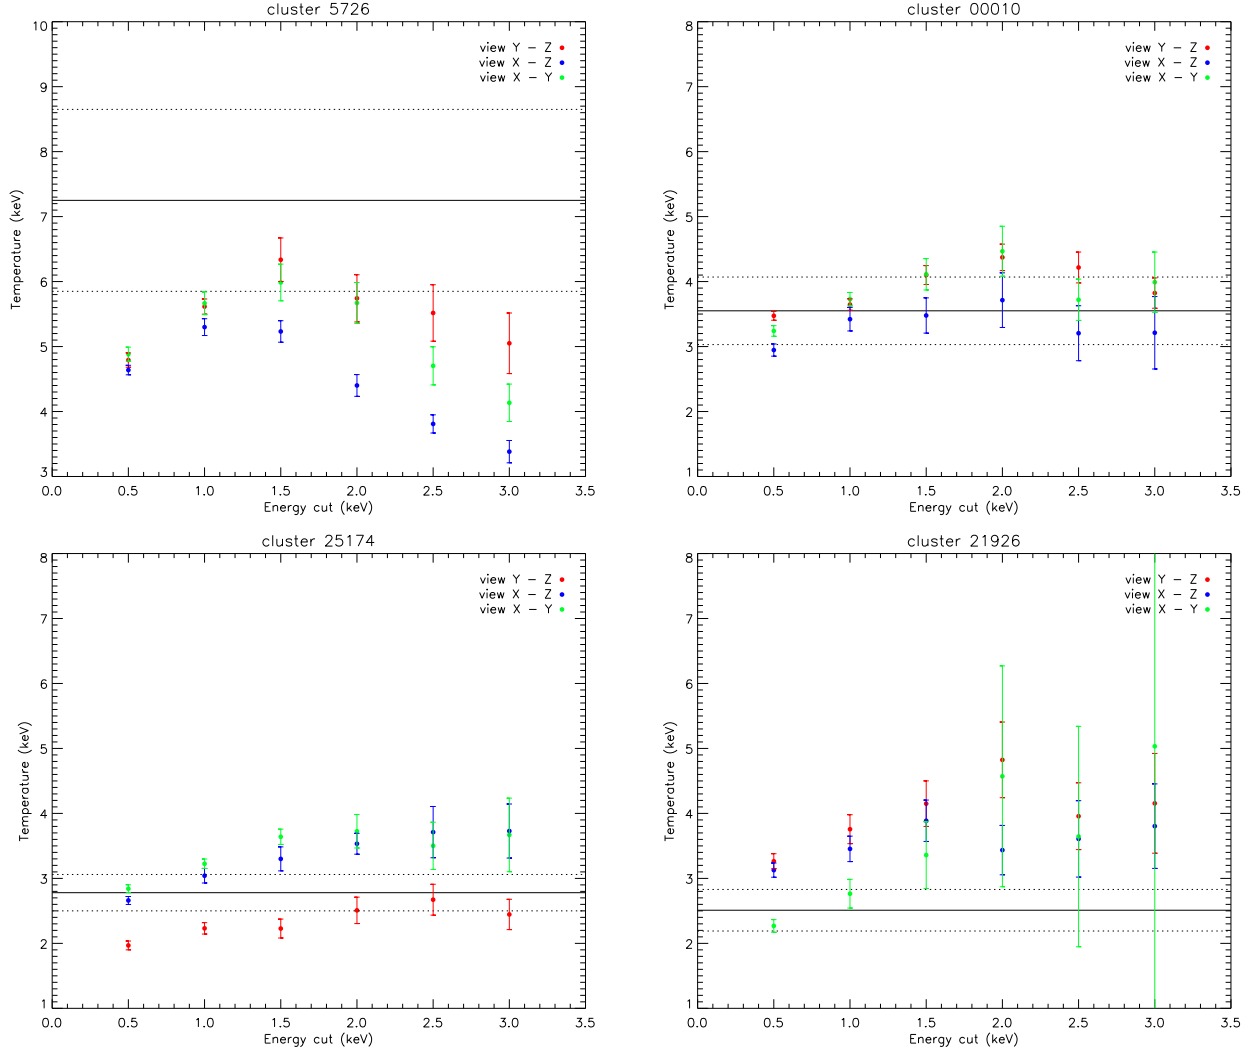 cluster 5726
view Y – Z
view X – Z
view X – Y
10
9
8
7
6
5
4
3
Temperature (keV)
0.0 0.5 1.0 1.5 2.0 2.5 3.0 3.5
Energy cut (keV)
cluster 00010
view Y – Z
view X – Z
view X – Y
8
7
6
5
4
3
2
1
Temperature (keV)
0.0 0.5 1.0 1.5 2.0 2.5 3.0 3.5
Energy cut (keV)
cluster 25174
view Y – Z
view X – Z
view X – Y
8
7
6
5
4
3
2
1
Temperature (keV)
0.0 0.5 1.0 1.5 2.0 2.5 3.0 3.5
Energy cut (keV)
cluster 21926
view Y – Z
view X – Z
view X – Y
8
7
6
5
4
3
2
1
Temperature (keV)
0.0 0.5 1.0 1.5 2.0 2.5 3.0 3.5
Energy cut (keV)